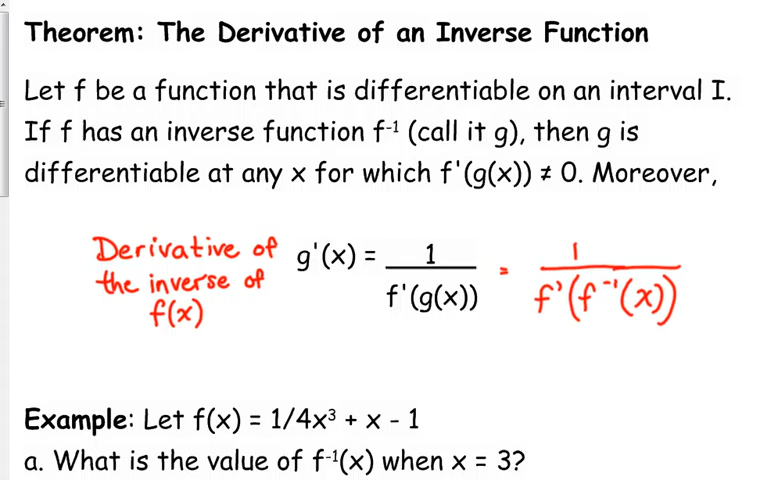 Theorem: The Derivative of an Inverse Function
Let f be a function that is differentiable on an interval I.
If f has an inverse function f⁻¹ (call it g), then g is
differentiable at any x for which f'(g(x)) ≠ 0. Moreover,
Derivative of
the inverse of
f(x)
g'(x) = 1 / f'(g(x)) = 1 / f'(f⁻¹(x))
Example: Let f(x) = 1/4x³ + x - 1
a. What is the value of f⁻¹(x) when x = 3?